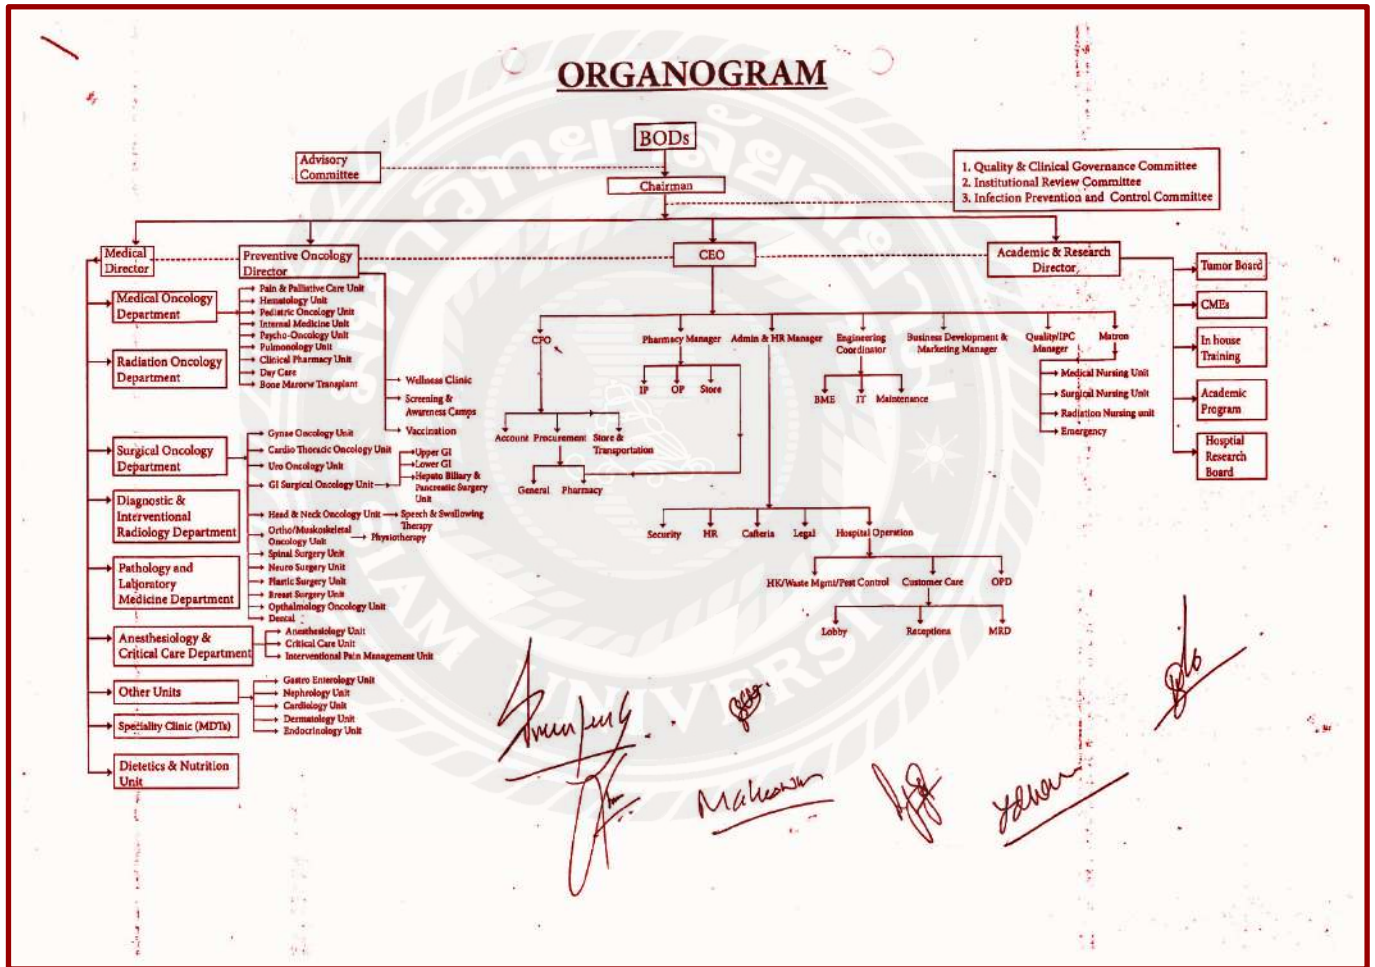 ORGANOGRAM
BODs
Advisory
Committee
Chairman
1. Quality & Clinical Governance Committee
2. Institutional Review Committee
3. Infection Prevention and Control Committee
Medical
Director
Preventive Oncology
Director
CEO
Academic & Research
Director
Tumor Board
CMEs
In house
Training
Academic
Program
Hosptial
Research
Board
Medical Oncology
Department
Pain & Palliative Care Unit
Hematology Unit
Pediatric Oncology Unit
Internal Medicine Unit
Psycho-Oncology Unit
Pulmonology Unit
Clinical Pharmacy Unit
Day Care
Bone Marorw Transplant
Radiation Oncology
Department
Wellness Clinic
Screening &
Awareness Camps
Vaccination
CFO
Pharmacy Manager
Admin & HR Manager
Engineering
Coordinator
Business Development &
Marketing Manager
Quality/IPC
Manager
Matron
IP OP Store
BME IT Maintenance
Medical Nursing Unit
Surgical Nursing Unit
Radiation Nursing unit
Emergency
Account Procurement Store &
Transportation
General Pharmacy
Surgical Oncology
Department
Gynae Oncology Unit
Cardio Thoracic Oncology Unit
Uro Oncology Unit
GI Surgical Oncology Unit
Upper GI
Lower GI
Hepato Biliary &
Pancreatic Surgery
Unit
Head & Neck Oncology Unit
Speech & Swallowing
Therapy
Ortho/Muskoskeletal
Oncology Unit
Physiotherapy
Spinal Surgery Unit
Neuro Surgery Unit
Plastic Surgery Unit
Breast Surgery Unit
Opthalmology Oncology Unit
Dental
Diagnostic &
Interventional
Radiology Department
Security HR Cafteria Legal Hospital Operation
HK/Waste Mgmt/Pest Control Customer Care OPD
Lobby Receptions MRD
Pathology and
Laboratory
Medicine Department
Anesthesiology &
Critical Care Department
Anesthesiology Unit
Critical Care Unit
Interventional Pain Management Unit
Other Units
Gastro Enterology Unit
Nephrology Unit
Cardiology Unit
Dermatology Unit
Endocrinology Unit
Speciality Clinic (MDTs)
Dietetics & Nutrition
Unit
SIAM UNIVERSITY